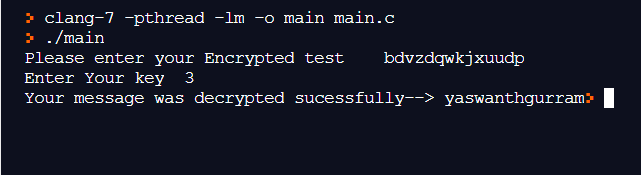 > clang-7 -pthread -lm -o main main.c
> ./main
Please enter your Encrypted test    bdvzdqwkjxuudp
Enter Your key  3
Your message was decrypted sucessfully--> yaswanthgurram>